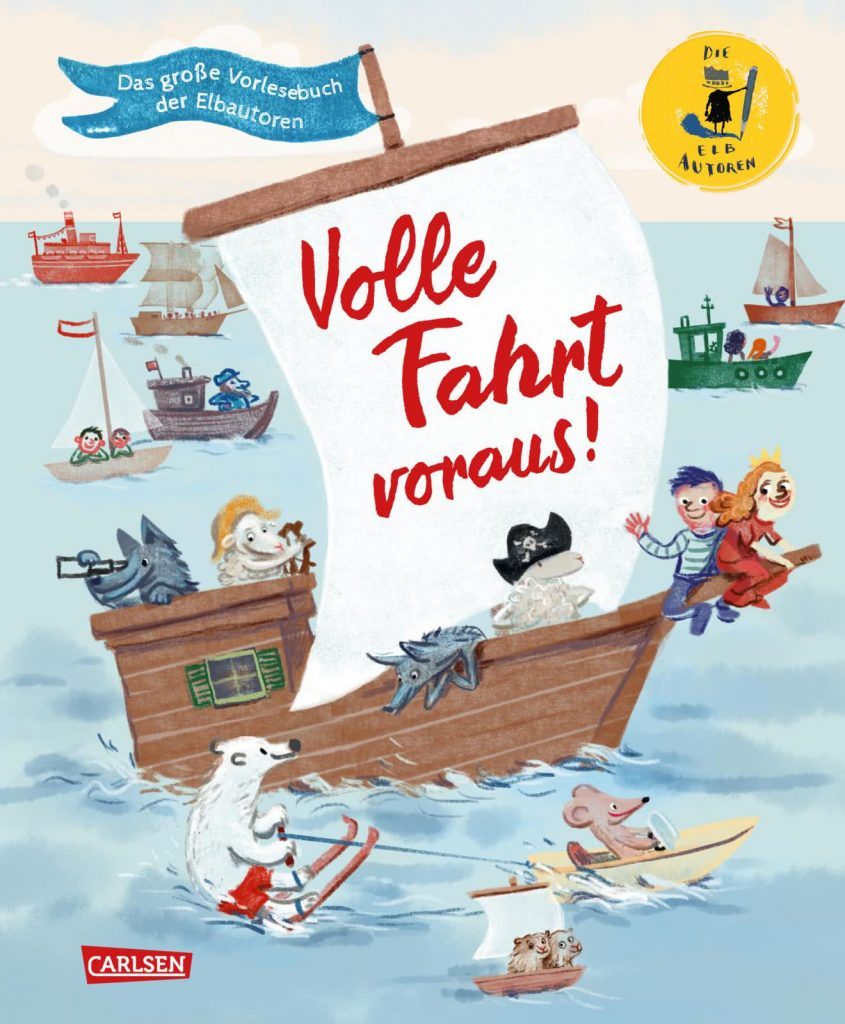 Das große Vorlesebuch
der Elbautoren
DIE
ELB
AUTOREN
Volle
Fahrt
voraus!
CARLSEN